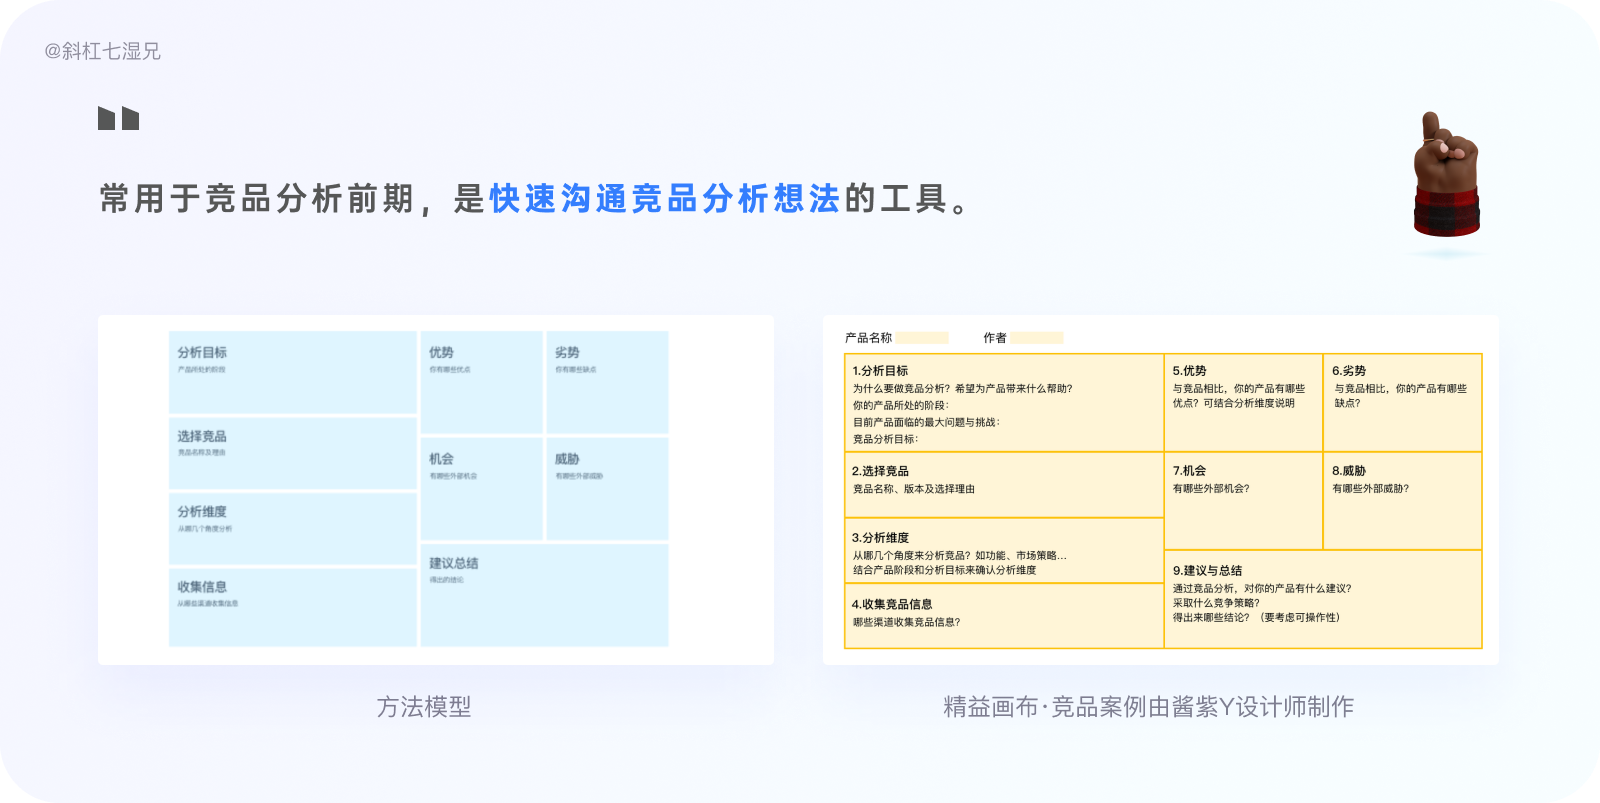 @斜杠七湿兄
常用于竞品分析前期，是快速沟通竞品分析想法的工具。
分析目标
产品所处的阶段
选择竞品
竞品名称及理由
分析维度
从哪几个角度分析
收集信息
从哪些渠道收集信息
优势
你有哪些优点
劣势
你有哪些缺点
机会
有哪些外部机会
威胁
有哪些外部威胁
建议总结
得出的结论
方法模型
产品名称
作者
1.分析目标
为什么要做竞品分析？希望为产品带来什么帮助？
你的产品所处的阶段：
目前产品面临的最大问题与挑战：
竞品分析目标：
2.选择竞品
竞品名称、版本及选择理由
3.分析维度
从哪几个角度来分析竞品？如功能、市场策略...
结合产品阶段和分析目标来确认分析维度
4.收集竞品信息
哪些渠道收集竞品信息？
5.优势
与竞品相比，你的产品有哪些
优点？可结合分析维度说明
6.劣势
与竞品相比，你的产品有哪些
缺点？
7.机会
有哪些外部机会？
8.威胁
有哪些外部威胁？
9.建议与总结
通过竞品分析，对你的产品有什么建议？
采取什么竞争策略？
得出来哪些结论？（要考虑可操作性）
精益画布·竞品案例由酱紫Y设计师制作